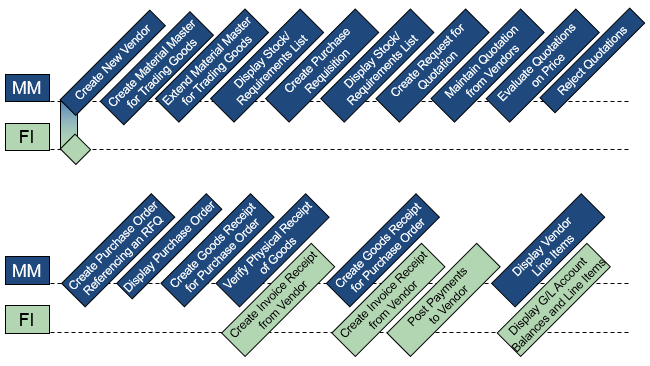 Create New Vendor
Create Material Master
for Trading Goods
Extend Material Master
for Trading Goods
Display Stock/
Requirements List
Create Purchase
Requisition
Display Stock/
Requirements List
Create Request for
Quotation
Maintain Quotation
from Vendors
Evaluate Quotations
on Price
Reject Quotations
MM
FI
Create Purchase Order
Referencing an RFQ
Display Purchase Order
Create Goods Receipt
for Purchase Order
Verify Physical Receipt
of Goods
Create Goods Receipt
for Purchase Order
Display Vendor
Line Items
MM
Create Invoice Receipt
from Vendor
Create Invoice Receipt
from Vendor
Post Payments
to Vendor
Display G/L Account
Balances and Line Items
FI